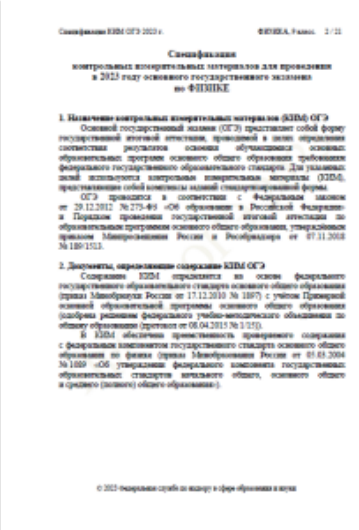 Спецификация КИМ ОГЭ 2023 г. ФИЗИКА, 9 класс. 2 / 21
Спецификация
контрольных измерительных материалов для проведения
в 2023 году основного государственного экзамена
по ФИЗИКЕ
1. Назначение контрольных измерительных материалов (КИМ) ОГЭ
Основной государственный экзамен (ОГЭ) представляет собой форму
государственной итоговой аттестации, проводимой в целях определения
соответствия результатов освоения обучающимися основных
образовательных программ основного общего образования требованиям
федерального государственного образовательного стандарта. Для указанных
целей используются контрольные измерительные материалы (КИМ),
представляющие собой комплексы заданий стандартизированной формы.
ОГЭ проводится в соответствии с Федеральным законом
от 29.12.2012 № 273-ФЗ «Об образовании в Российской Федерации»
и Порядком проведения государственной итоговой аттестации по
образовательным программам основного общего образования, утверждённым
приказом Минпросвещения России и Рособрнадзора от 07.11.2018
№ 189/1513.
2. Документы, определяющие содержание КИМ ОГЭ
Содержание КИМ определяется на основе федерального
государственного образовательного стандарта основного общего образования
(приказ Минобрнауки России от 17.12.2010 № 1897) с учётом Примерной
основной образовательной программы основного общего образования
(одобрена решением федерального учебно-методического объединения по
общему образованию (протокол от 08.04.2015 № 1/15)).
В КИМ обеспечена преемственность проверяемого содержания
с федеральным компонентом государственного стандарта основного общего
образования по физике (приказ Минобразования России от 05.03.2004
№ 1089 «Об утверждении федерального компонента государственных
образовательных стандартов начального общего, основного общего
и среднего (полного) общего образования»).
© 2023 Федеральная служба по надзору в сфере образования и науки